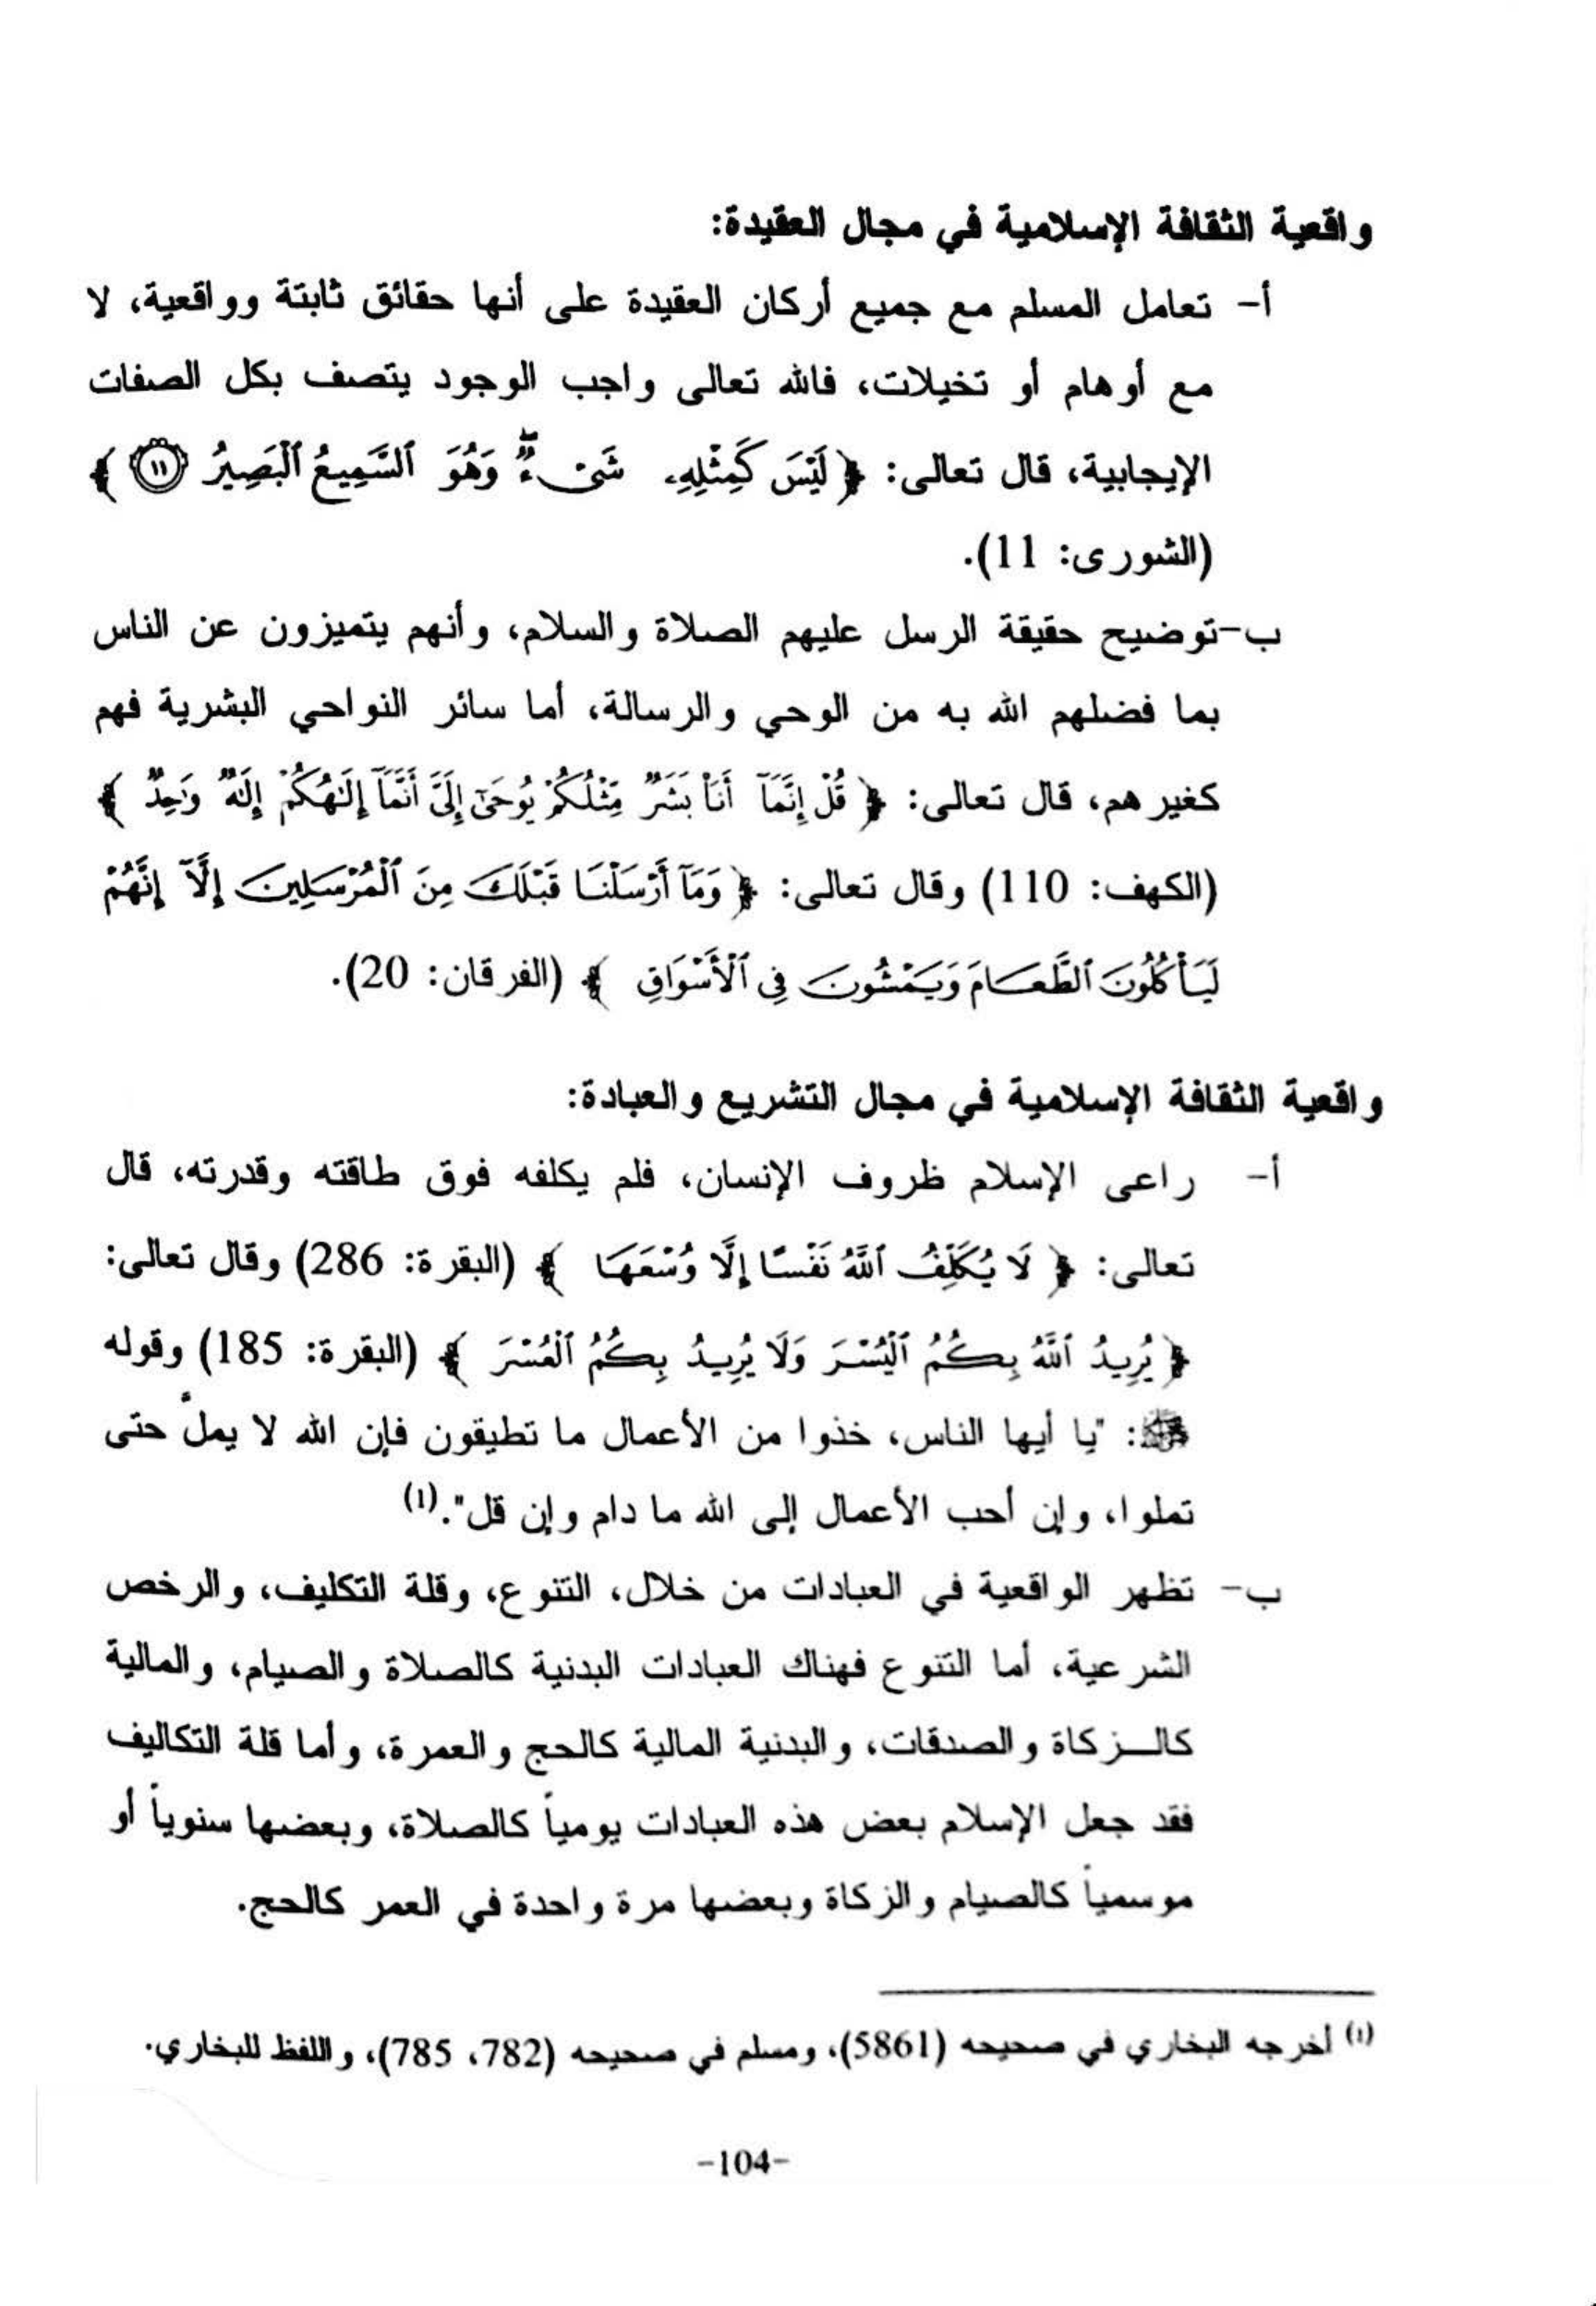 واقعية الثقافة الإسلامية في مجال العقيدة:
أ- تعامل المسلم مع جميع أركان العقيدة على أنها حقائق ثابتة وواقعية، لا
مع أوهام أو تخيلات، فالله تعالى واجب الوجود يتصف بكل الصفات
الإيجابية، قال تعالى: ﴿ لَيْسَ كَمِثْلِهِۦ شَىْءٌۖ وَهُوَ ٱلسَّمِيعُ ٱلْبَصِيرُ ١١ ﴾
(الشورى: 11).
ب-توضيح حقيقة الرسل عليهم الصلاة والسلام، وأنهم يتميزون عن الناس
بما فضلهم الله به من الوحي والرسالة، أما سائر النواحي البشرية فهم
كغيرهم، قال تعالى: ﴿ قُلْ إِنَّمَآ أَنَا۠ بَشَرٌ مِّثْلُكُمْ يُوحَىٰٓ إِلَىَّ أَنَّمَآ إِلَٰهُكُمْ إِلَٰهٌ وَٰحِدٌ ﴾
(الكهف: 110) وقال تعالى: ﴿ وَمَآ أَرْسَلْنَا قَبْلَكَ مِنَ ٱلْمُرْسَلِينَ إِلَّآ إِنَّهُمْ
لَيَأْكُلُونَ ٱلطَّعَامَ وَيَمْشُونَ فِى ٱلْأَسْوَاقِ ﴾ (الفرقان: 20).
واقعية الثقافة الإسلامية في مجال التشريع والعبادة:
أ- راعى الإسلام ظروف الإنسان، فلم يكلفه فوق طاقته وقدرته، قال
تعالى: ﴿ لَا يُكَلِّفُ ٱللَّهُ نَفْسًا إِلَّا وُسْعَهَا ﴾ (البقرة: 286) وقال تعالى:
﴿ يُرِيدُ ٱللَّهُ بِكُمُ ٱلْيُسْرَ وَلَا يُرِيدُ بِكُمُ ٱلْعُسْرَ ﴾ (البقرة: 185) وقوله
ﷺ: "يا أيها الناس، خذوا من الأعمال ما تطيقون فإن الله لا يملّ حتى
تملوا، وإن أحب الأعمال إلى الله ما دام وإن قل".(1)
ب- تظهر الواقعية في العبادات من خلال، التنوع، وقلة التكليف، والرخص
الشرعية، أما التنوع فهناك العبادات البدنية كالصلاة والصيام، والمالية
كالـزكاة والصدقات، والبدنية المالية كالحج والعمرة، وأما قلة التكاليف
فقد جعل الإسلام بعض هذه العبادات يومياً كالصلاة، وبعضها سنوياً أو
موسمياً كالصيام والزكاة وبعضها مرة واحدة في العمر كالحج.
(1) أخرجه البخاري في صحيحه (5861)، ومسلم في صحيحه (782، 785)، واللفظ للبخاري.
-104-